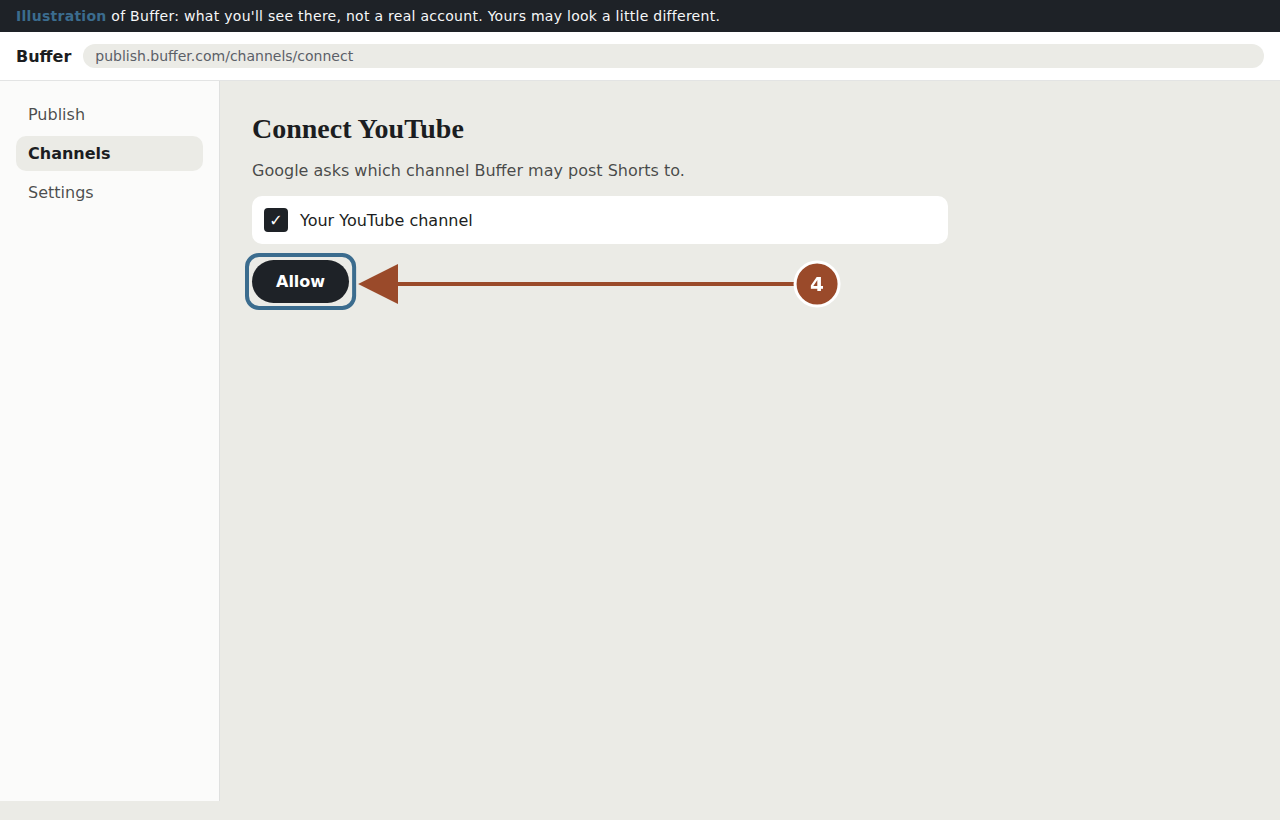 Illustration of Buffer: what you'll see there, not a real account. Yours may look a little different.
Buffer
publish.buffer.com/channels/connect
Publish
Channels
Settings
Connect YouTube
Google asks which channel Buffer may post Shorts to.
✓ Your YouTube channel
Allow
4